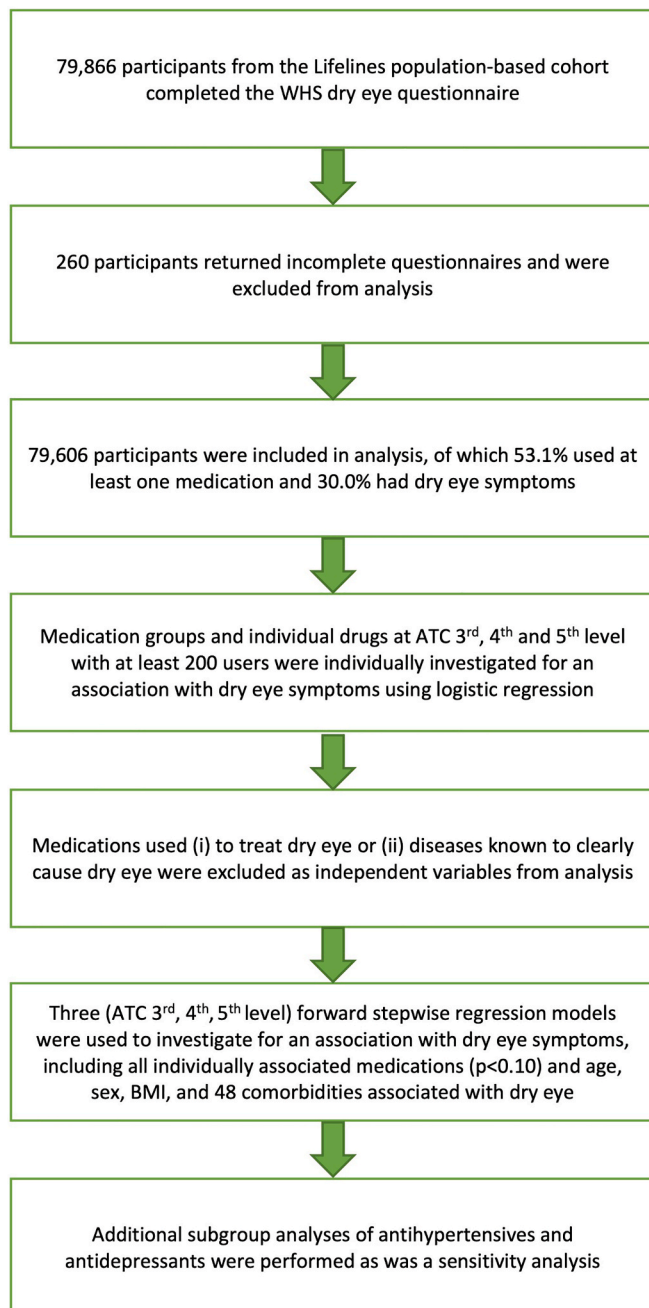 79,866 participants from the Lifelines population-based cohort
completed the WHS dry eye questionnaire
260 participants returned incomplete questionnaires and were
excluded from analysis
79,606 participants were included in analysis, of which 53.1% used at
least one medication and 30.0% had dry eye symptoms
Medication groups and individual drugs at ATC 3rd, 4th and 5th level
with at least 200 users were individually investigated for an
association with dry eye symptoms using logistic regression
Medications used (i) to treat dry eye or (ii) diseases known to clearly
cause dry eye were excluded as independent variables from analysis
Three (ATC 3rd, 4th, 5th level) forward stepwise regression models
were used to investigate for an association with dry eye symptoms,
including all individually associated medications (p<0.10) and age,
sex, BMI, and 48 comorbidities associated with dry eye
Additional subgroup analyses of antihypertensives and
antidepressants were performed as was a sensitivity analysis